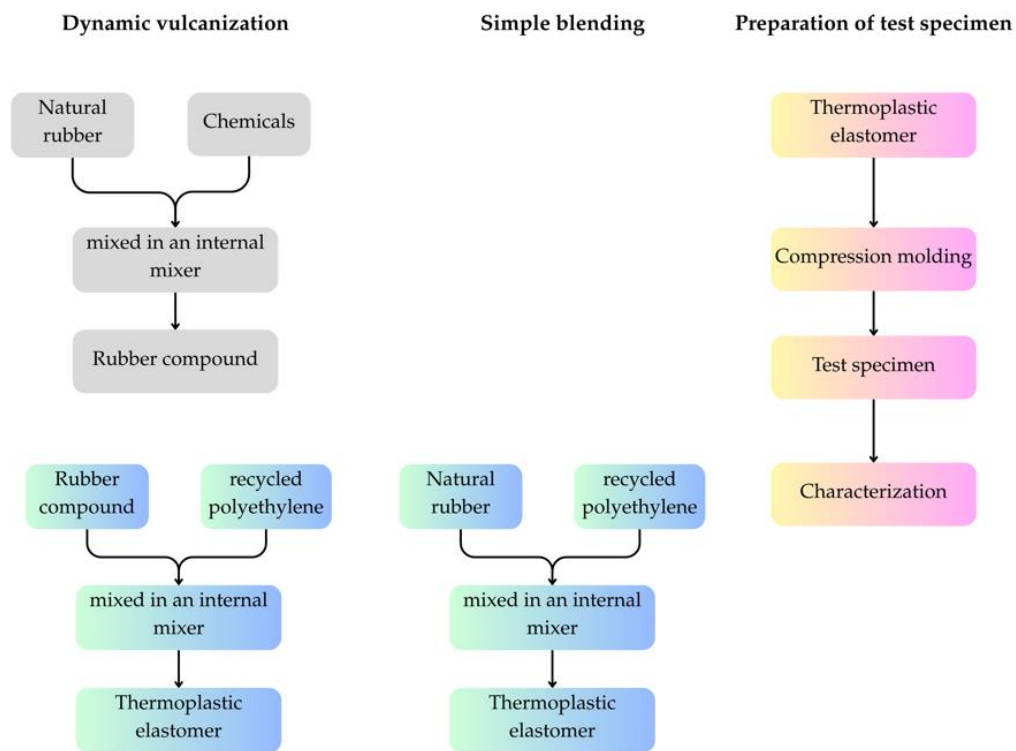 Dynamic vulcanization
Natural
rubber
Chemicals
mixed in an internal
mixer
Rubber compound
Rubber
compound
recycled
polyethylene
mixed in an internal
mixer
Thermoplastic
elastomer
Simple blending
Natural
rubber
recycled
polyethylene
mixed in an internal
mixer
Thermoplastic
elastomer
Preparation of test specimen
Thermoplastic
elastomer
Compression molding
Test specimen
Characterization